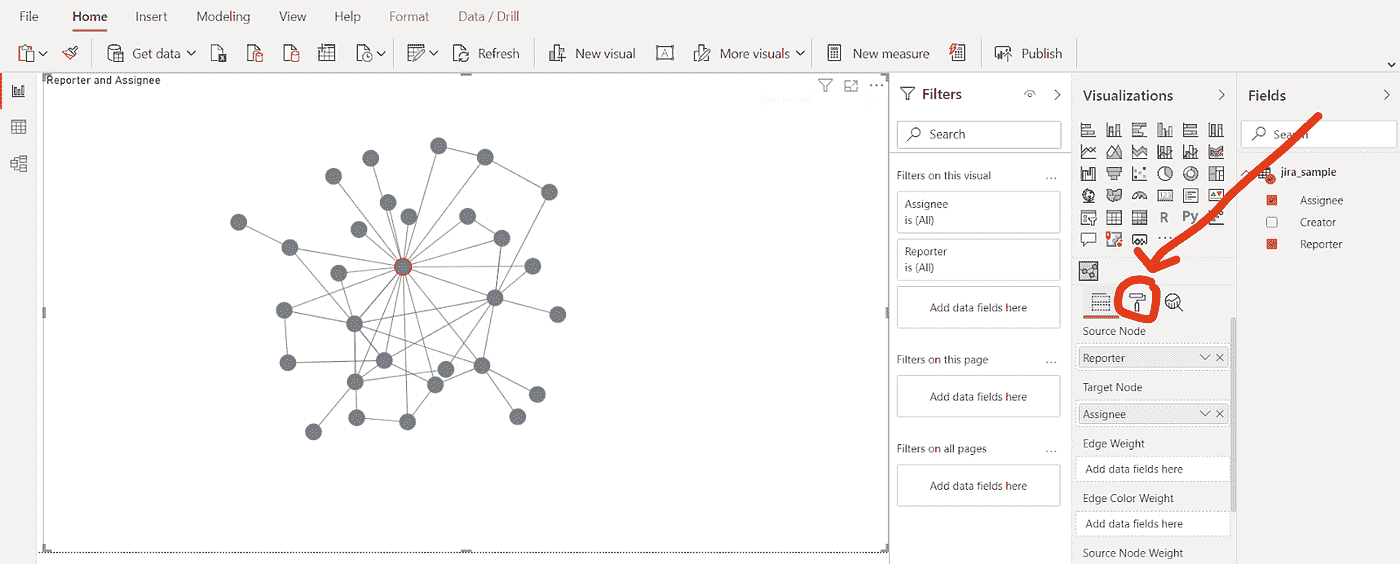 File Home Insert Modeling View Help Format Data / Drill
Get data Refresh New visual More visuals New measure Publish
Reporter and Assignee
Filters
Search
Filters on this visual
Assignee
is (All)
Reporter
is (All)
Add data fields here
Filters on this page
Add data fields here
Filters on all pages
Add data fields here
Visualizations
R Py
Source Node
Reporter
Target Node
Assignee
Edge Weight
Add data fields here
Edge Color Weight
Add data fields here
Source Node Weight
Fields
Search
jira_sample
Assignee
Creator
Reporter